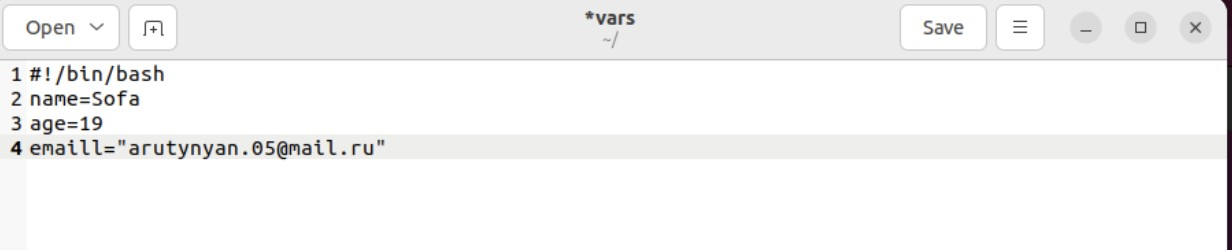 Open
*vars
~/
Save
1 #!/bin/bash
2 name=Sofa
3 age=19
4 emaill="arutynyan.05@mail.ru"